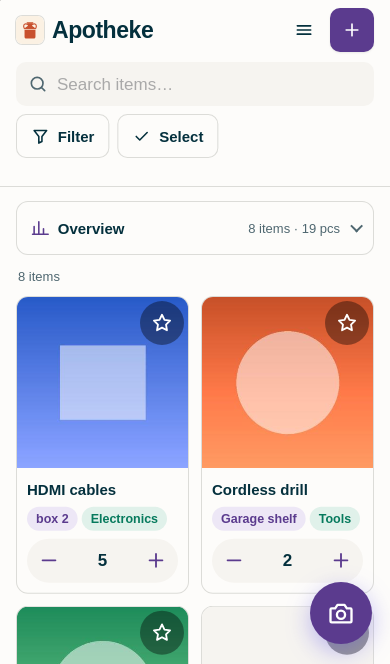 Apotheke
Search items…
Filter
Select
Overview
8 items · 19 pcs
8 items
HDMI cables
box 2
Electronics
5
Cordless drill
Garage shelf
Tools
2